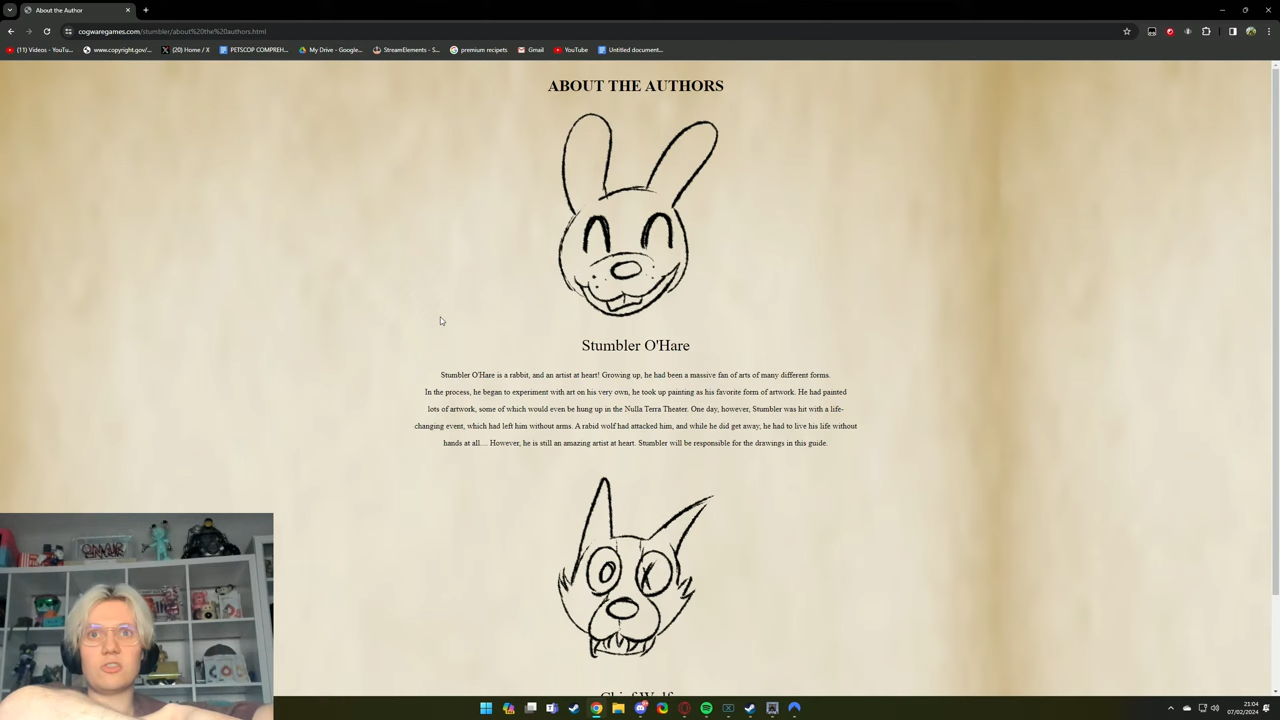 About the Author
cogwaregames.com/stumbler/about%20the%20authors.html
(11) Videos - YouTu...
www.copyright.gov/...
(20) Home / X
PETSCOP COMPREH...
My Drive - Google...
StreamElements - S...
premium recipets
Gmail
YouTube
Untitled document...
ABOUT THE AUTHORS
Stumbler O'Hare
Stumbler O'Hare is a rabbit, and an artist at heart! Growing up, he had been a massive fan of arts of many different forms.
In the process, he began to experiment with art on his very own, he took up painting as his favorite form of artwork. He had painted
lots of artwork, some of which would even be hung up in the Nulla Terra Theater. One day, however, Stumbler was hit with a life-
changing event, which had left him without arms. A rabid wolf had attacked him, and while he did get away, he had to live his life without
hands at all.... However, he is still an amazing artist at heart. Stumbler will be responsible for the drawings in this guide.
Chief Wolf
21:04
07/02/2024